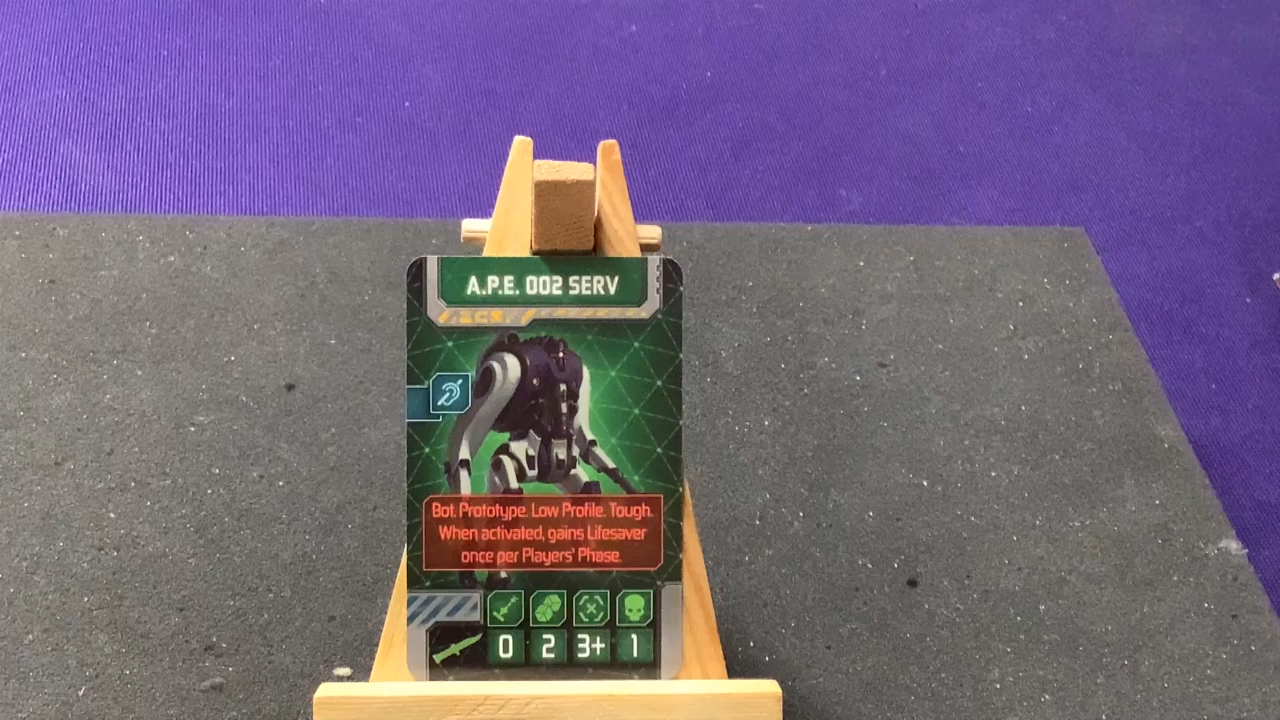 A.P.E. 002 SERV
Bot. Prototype. Low Profile. Tough.
When activated, gains Lifesaver
once per Players' Phase.
0 2 3+ 1